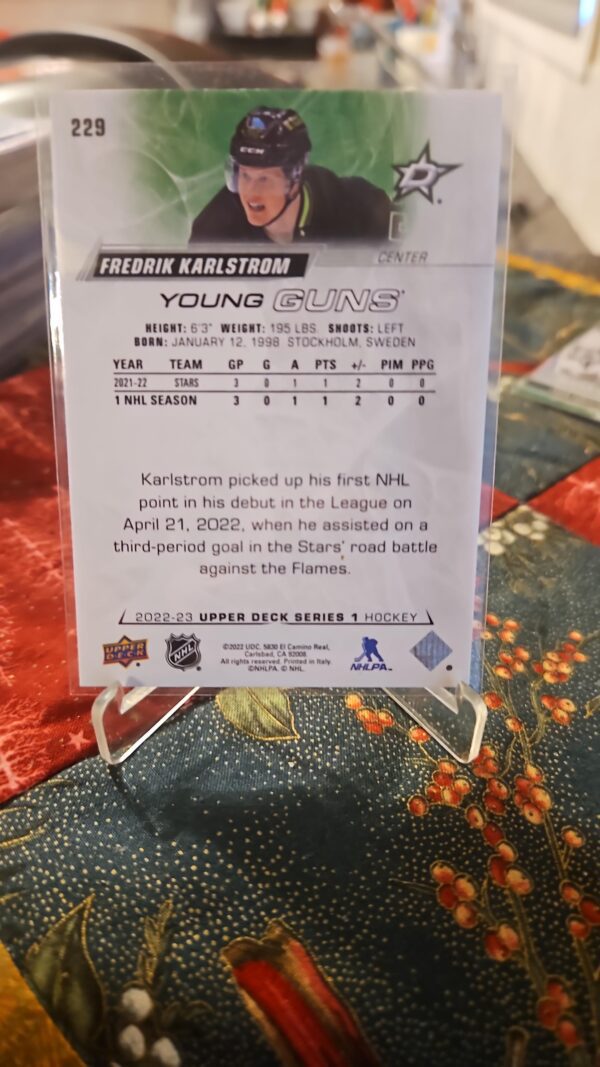 229
CCM
D
FREDRIK KARLSTROM
CENTER
YOUNG GUNS
HEIGHT: 6'3" WEIGHT: 195 LBS. SHOOTS: LEFT
BORN: JANUARY 12, 1998 STOCKHOLM, SWEDEN
YEAR TEAM GP G A PTS +/- PIM PPG
2021-22 STARS 3 0 1 1 2 0 0
1 NHL SEASON 3 0 1 1 2 0 0
Karlstrom picked up his first NHL
point in his debut in the League on
April 21, 2022, when he assisted on a
third-period goal in the Stars' road battle
against the Flames.
2022-23 UPPER DECK SERIES 1 HOCKEY
UPPER DECK
NHL
©2022 UDC. 5830 El Camino Real,
Carlsbad, CA 92008.
All rights reserved. Printed in Italy.
©NHLPA. © NHL.
NHLPA